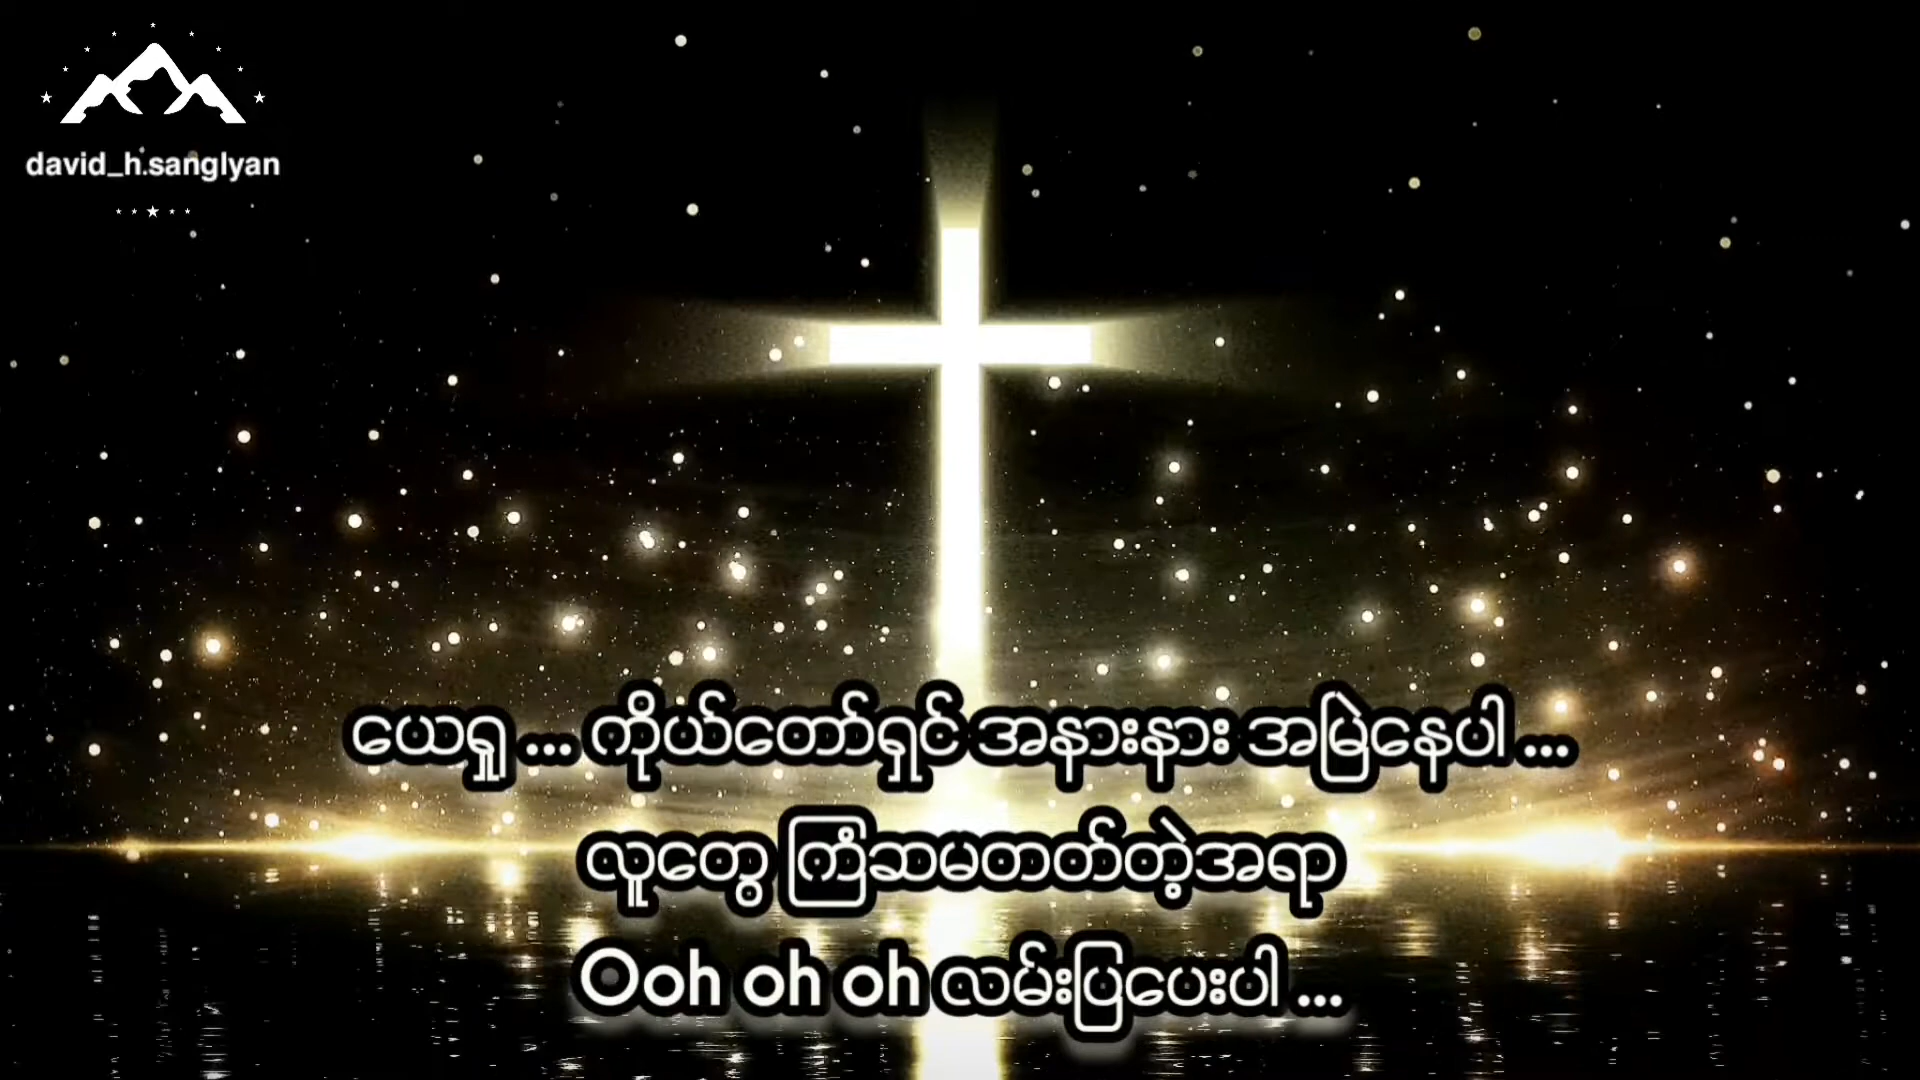 david_h.sanglyan
ယေရှု ... ကိုယ်တော်ရှင် အနားနား အမြဲနေပါ ...
လူတွေ ကြံဆမတတ်တဲ့အရာ
Ooh oh oh လမ်းပြပေးပါ ...